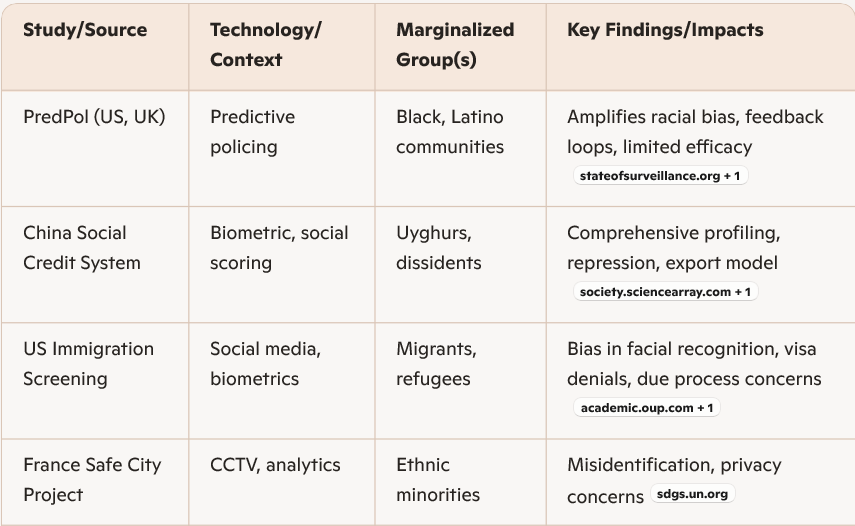 Study/Source
Technology/
Context
Marginalized
Group(s)
Key Findings/Impacts
PredPol (US, UK)
Predictive
policing
Black, Latino
communities
Amplifies racial bias, feedback
loops, limited efficacy
stateofsurveillance.org + 1
China Social
Credit System
Biometric, social
scoring
Uyghurs,
dissidents
Comprehensive profiling,
repression, export model
society.sciencearray.com + 1
US Immigration
Screening
Social media,
biometrics
Migrants,
refugees
Bias in facial recognition, visa
denials, due process concerns
academic.oup.com + 1
France Safe City
Project
CCTV, analytics
Ethnic
minorities
Misidentification, privacy
concerns sdgs.un.org